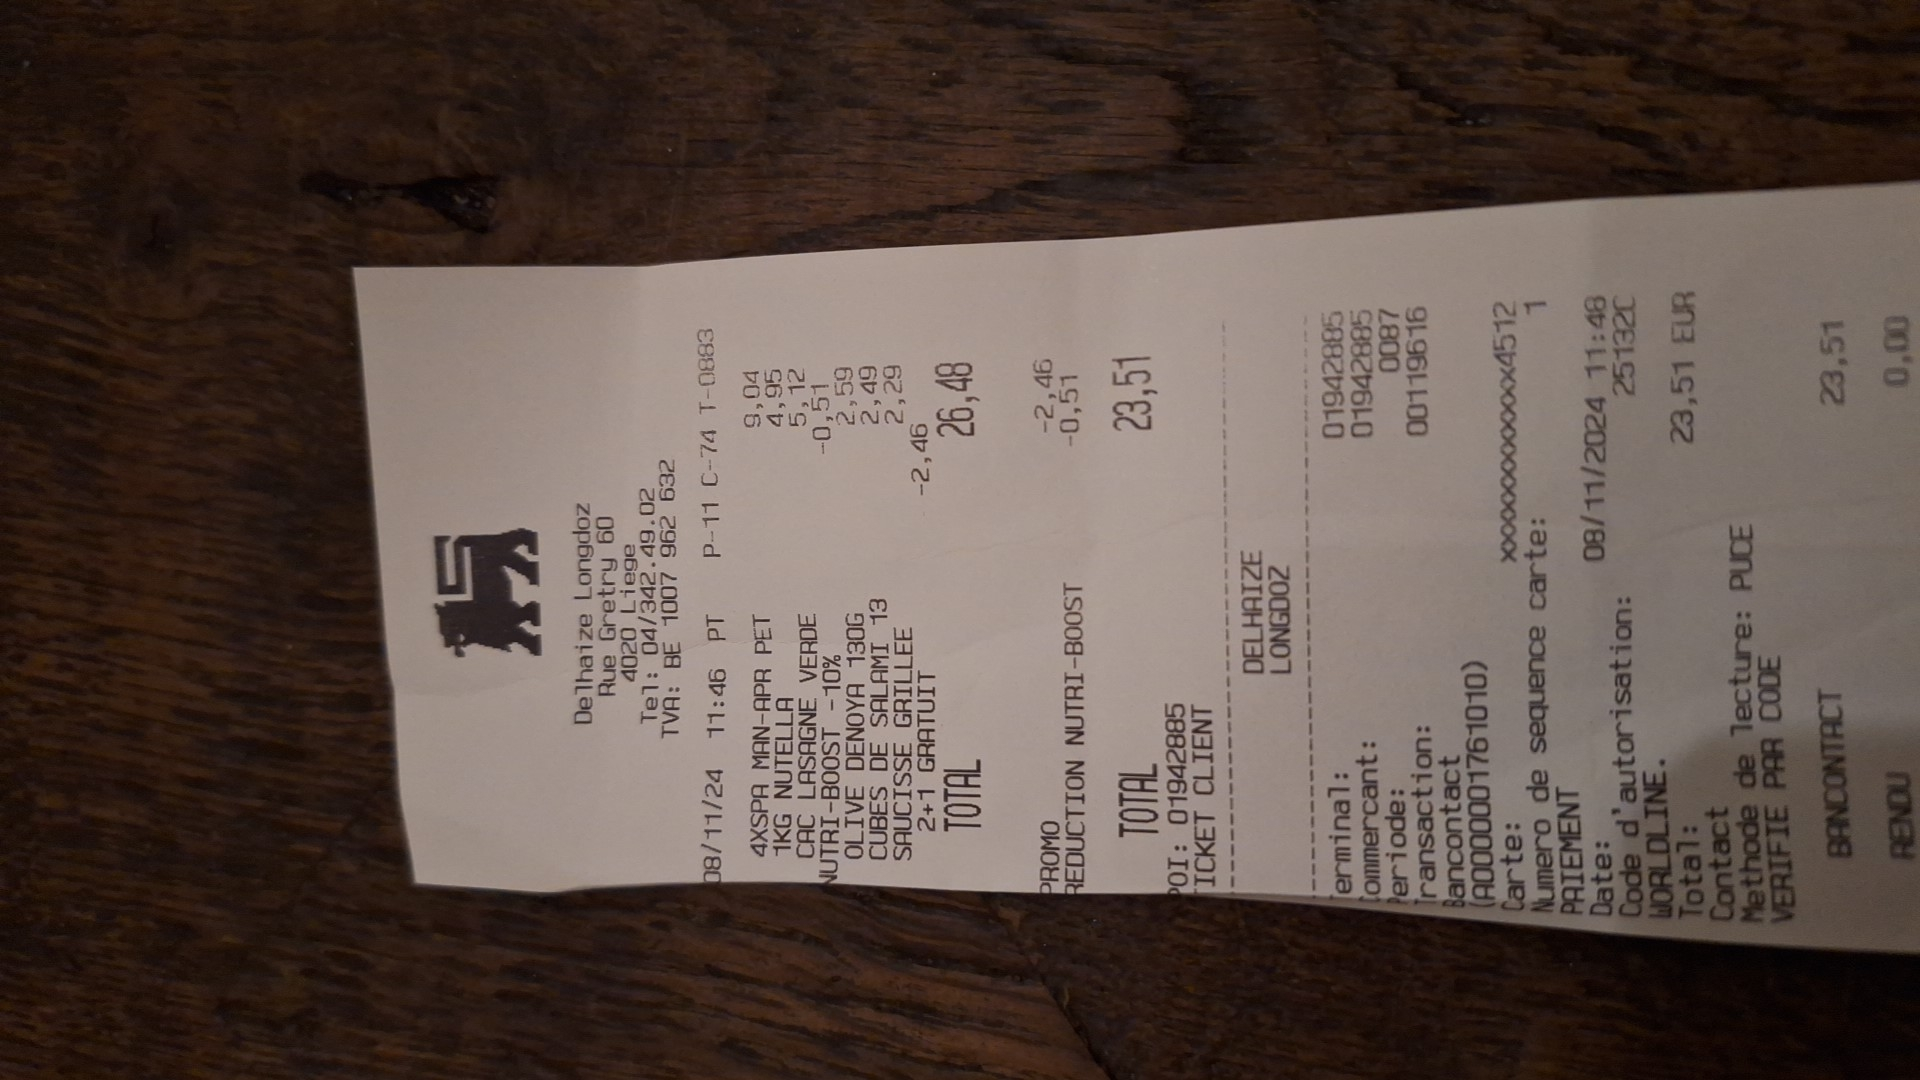 Delhaize Longdoz
Rue Gretry 60
4020 Liege
Tel: 04/342.49.02
TVA: BE 1007 962 632
08/11/24 11:46 PT P-11 C-74 T-0883
4XSPA MAN-APR PET 9,04
1KG NUTELLA 4,95
CAC LASAGNE VERDE 5,12
NUTRI-BOOST -10% -0,51
OLIVE DENOYA 130G 2,59
CUBES DE SALAMI 13 2,49
SAUCISSE GRILLEE 2,29
2+1 GRATUIT -2,46
TOTAL 26,48
PROMO -2,46
REDUCTION NUTRI-BOOST -0,51
TOTAL 23,51
POI: 01942885
TICKET CLIENT
DELHAIZE
LONGDOZ
Terminal: 01942885
Commercant: 01942885
Periode: 0087
Transaction: 00119616
Bancontact
(A0000001761010)
Carte: xxxxxxxxxxxxx4512
Numero de sequence carte: 1
PAIEMENT
Date: 08/11/2024 11:48
Code d'autorisation: 25132C
WORLDLINE.
Total: 23,51 EUR
Contact
Methode de lecture: PUCE
VERIFIE PAR CODE
BANCONTACT 23,51
RENDU 0,00